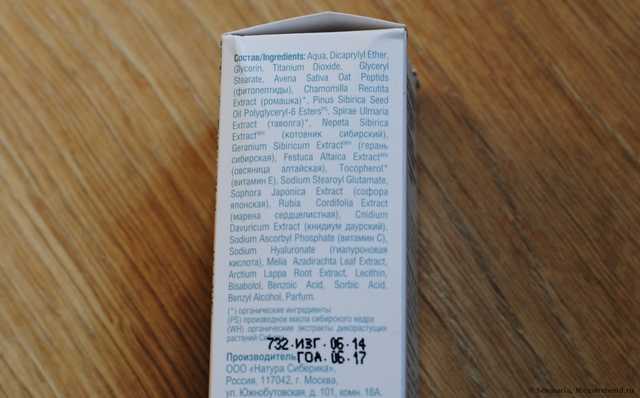 Состав/Ingredients: Aqua, Dicaprylyl Ether,
Glycerin, Titanium Dioxide, Glyceryl
Stearate, Avena Sativa Oat Peptids
(фитопептиды), Chamomilla Recutita
Extract (ромашка)*, Pinus Sibirica Seed
Oil Polyglyceryl-6 Esters(PS), Spirae Ulmaria
Extract (таволга)*, Nepeta Sibirica
Extract(WH) (котовник сибирский),
Geranium Sibiricum Extract(WH) (герань
сибирская), Festuca Altaica Extract(WH)
(овсяница алтайская), Tocopherol*
(витамин Е), Sodium Stearoyl Glutamate,
Sophora Japonica Extract (софора
японская), Rubia Cordifolia Extract
(марена сердцелистная), Cnidium
Davuricum Extract (книдиум даурский),
Sodium Ascorbyl Phosphate (витамин С),
Sodium Hyaluronate (гиалуроновая
кислота), Melia Azadirachta Leaf Extract,
Arctium Lappa Root Extract, Lecithin,
Bisabolol, Benzoic Acid, Sorbic Acid,
Benzyl Alcohol, Parfum.
(*) органические ингредиенты
(PS) производное масла сибирского кедра
(WH) органические экстракты дикорастущих
растений
732.ИЗГ.06.14
Производитель
ГОД.06.17
ООО «Натура Сиберика»
Россия, 117042, г. Москва,
ул. Южнобутовская, д. 101, комн. 16А.